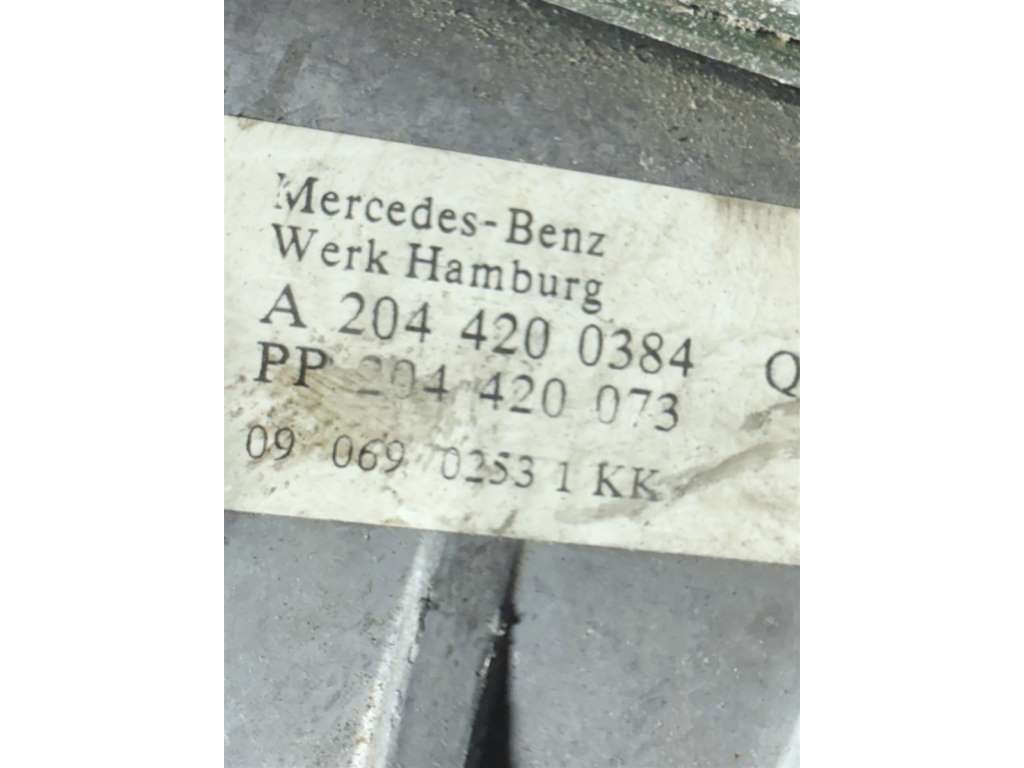 Mercedes-Benz
Werk Hamburg
A 204 420 0384 Q
PP 204 420 073
09 069 0253 1 KK